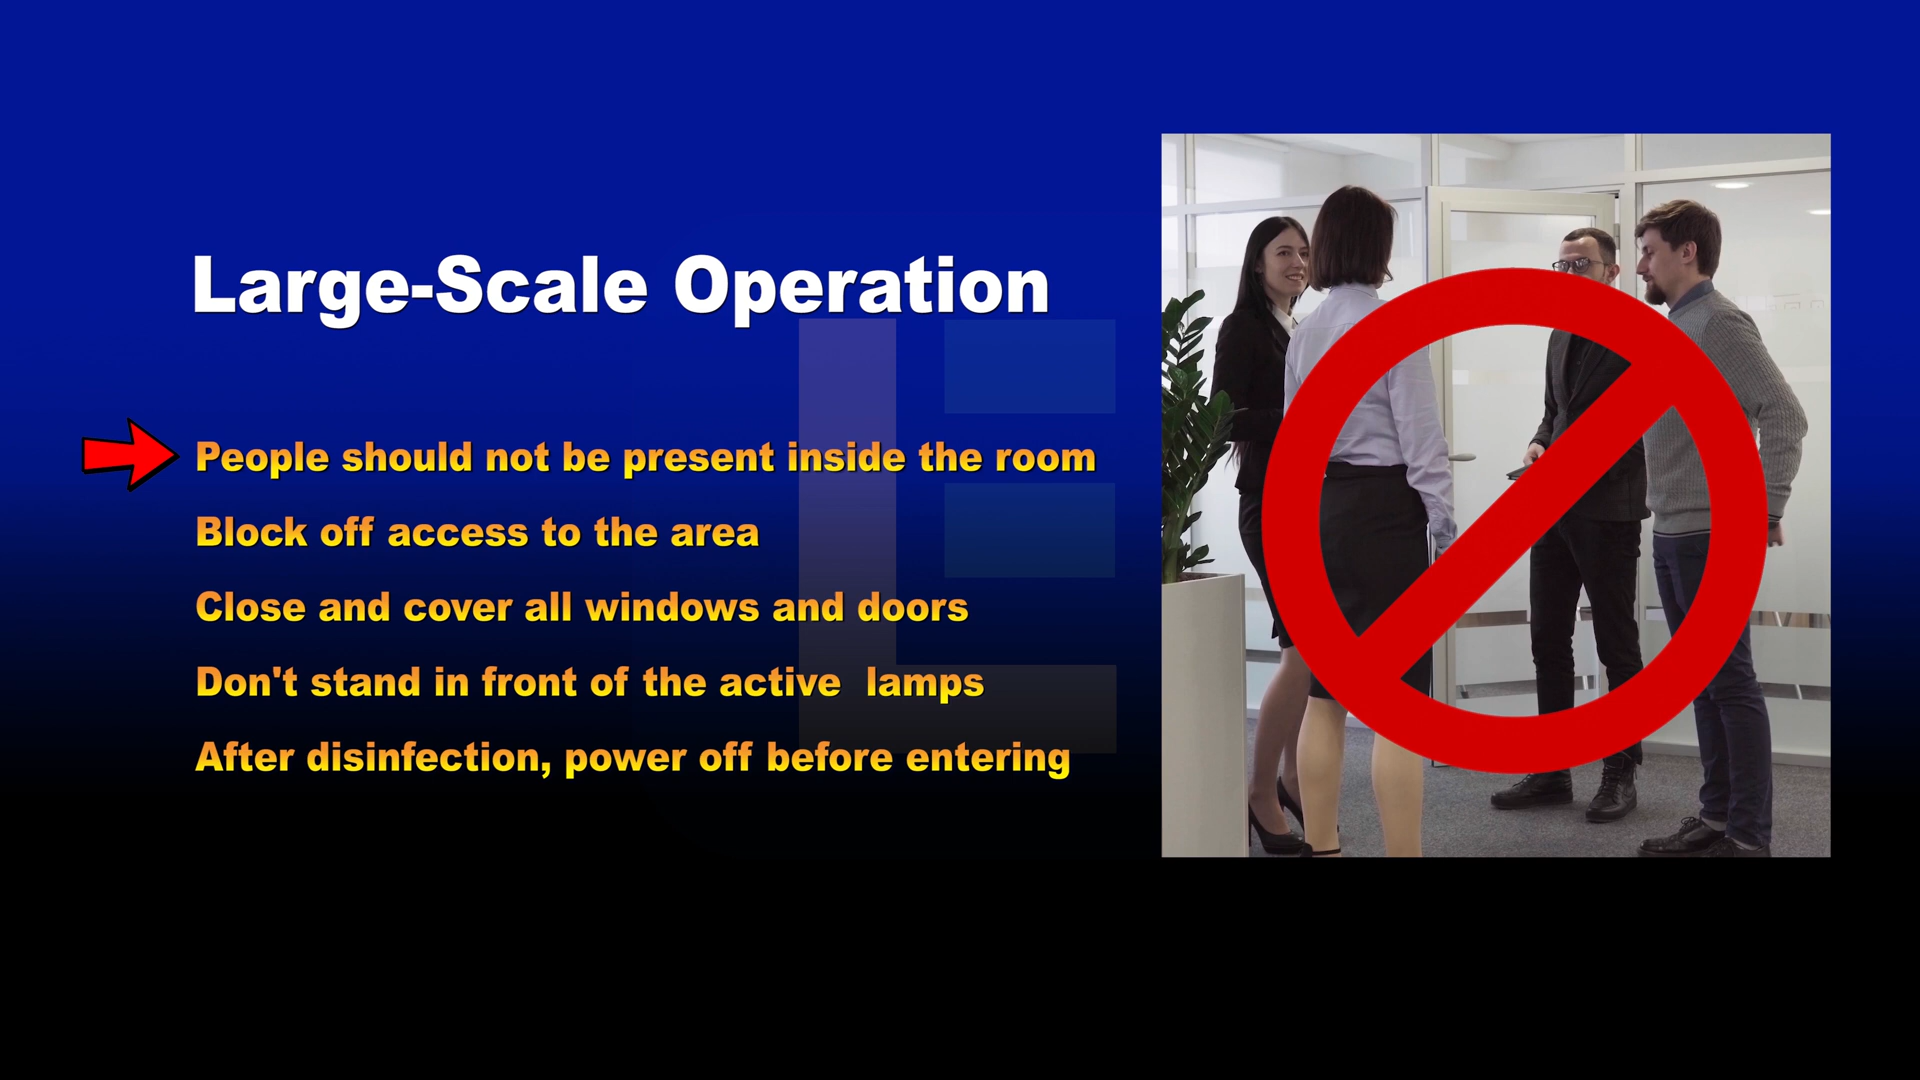 Large-Scale Operation
People should not be present inside the room
Block off access to the area
Close and cover all windows and doors
Don't stand in front of the active  lamps
After disinfection, power off before entering